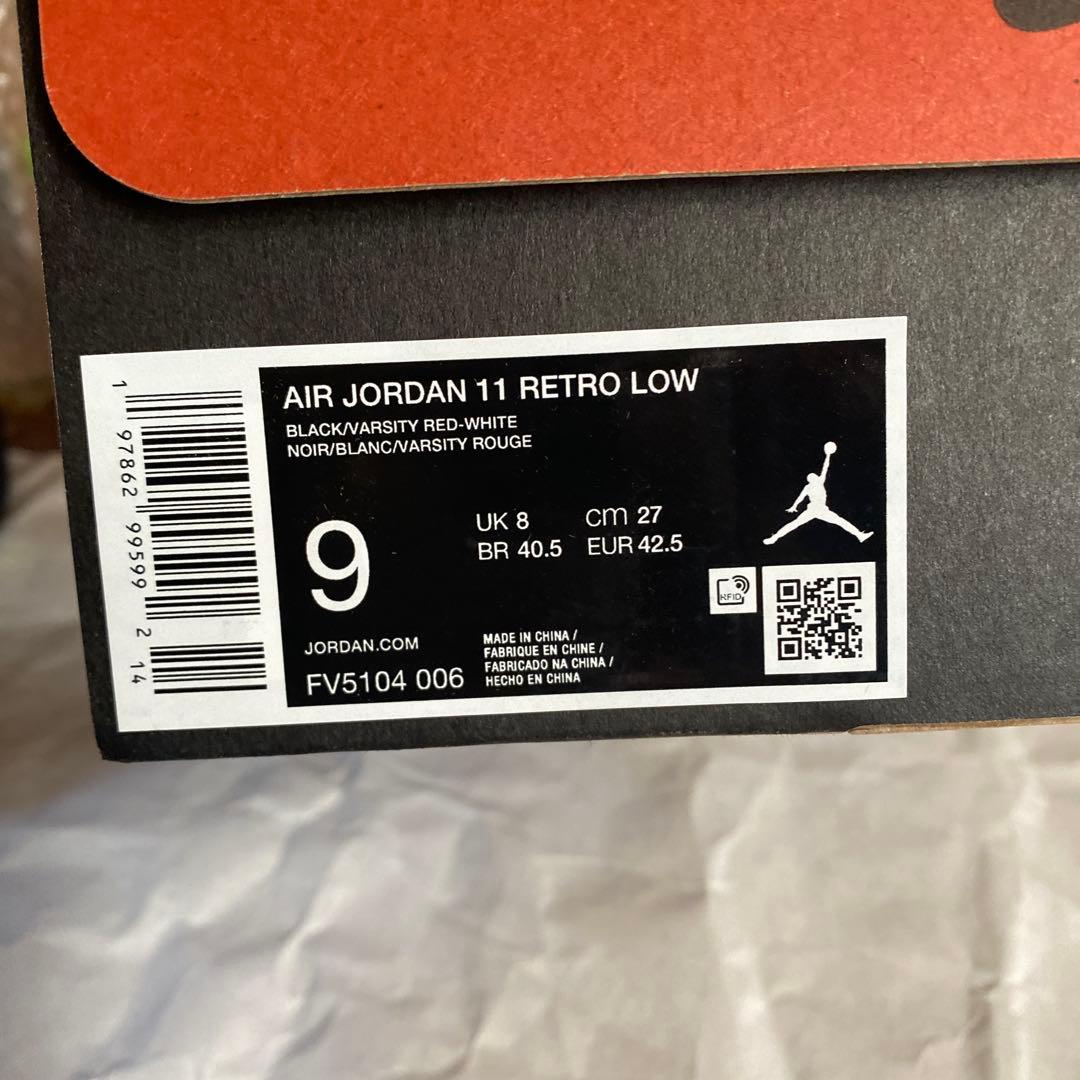 AIR JORDAN 11 RETRO LOW
BLACK/VARSITY RED-WHITE
NOIR/BLANC/VARSITY ROUGE
9
UK 8 cm 27
BR 40.5 EUR 42.5
RFID
JORDAN.COM
FV5104 006
MADE IN CHINA /
FABRIQUE EN CHINE /
FABRICADO NA CHINA /
HECHO EN CHINA
1 97862 99599 2 14